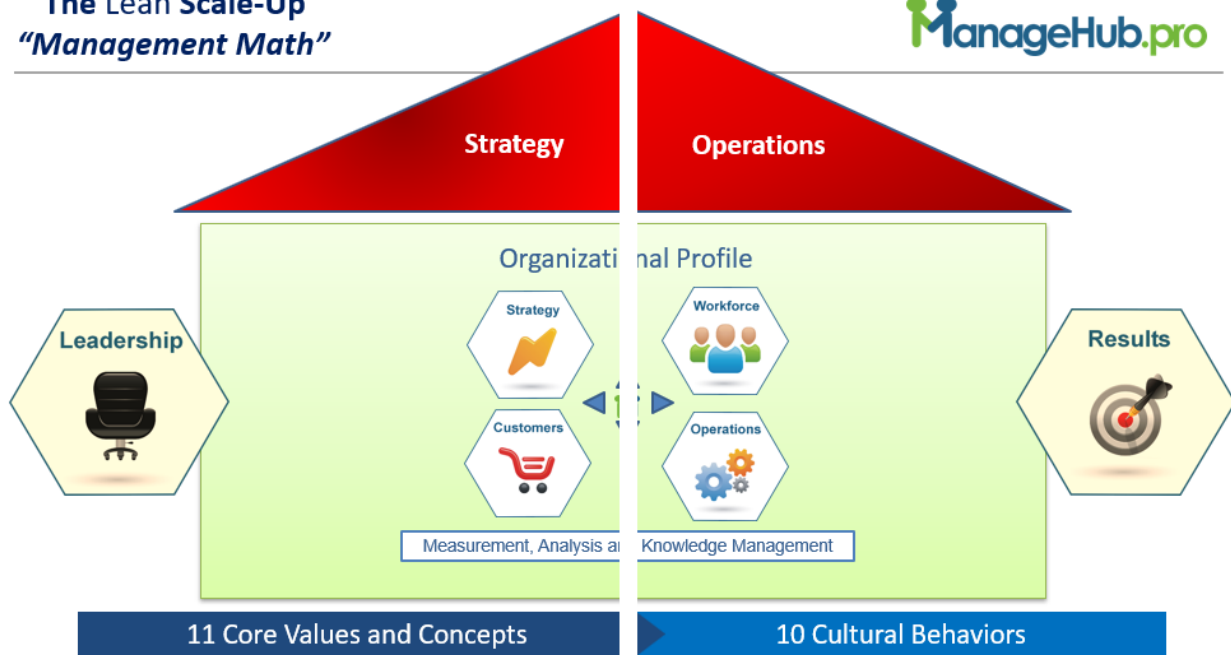 The Lean Scale-Up
“Management Math”
ManageHub.pro
Strategy
Operations
Organizati nal Profile
Strategy
Workforce
Leadership
Results
Customers
Operations
Measurement, Analysis a Knowledge Management
11 Core Values and Concepts
10 Cultural Behaviors